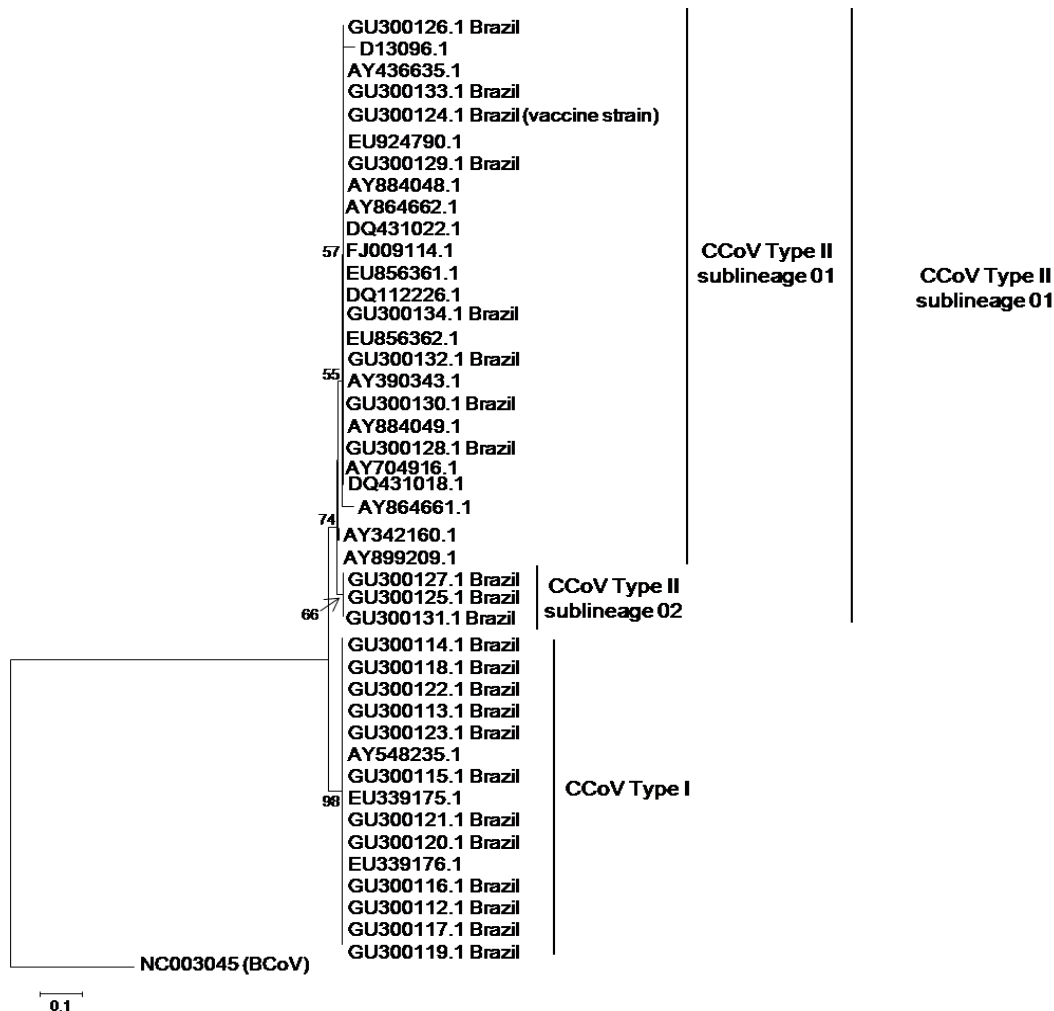 GU300126.1 Brazil
D13096.1
AY436635.1
GU300133.1 Brazil
GU300124.1 Brazil (vaccine strain)
EU924790.1
GU300129.1 Brazil
AY884048.1
AY864662.1
DQ431022.1
57
FJ009114.1
EU856361.1
DQ112226.1
GU300134.1 Brazil
EU856362.1
GU300132.1 Brazil
55
AY390343.1
GU300130.1 Brazil
AY884049.1
GU300128.1 Brazil
AY704916.1
DQ431018.1
AY864661.1
74
AY342160.1
AY899209.1
CCoV Type II
sublineage 01
CCoV Type II
sublineage 01
GU300127.1 Brazil
GU300125.1 Brazil
66
GU300131.1 Brazil
CCoV Type II
sublineage 02
GU300114.1 Brazil
GU300118.1 Brazil
GU300122.1 Brazil
GU300113.1 Brazil
GU300123.1 Brazil
AY548235.1
GU300115.1 Brazil
98
EU339175.1
GU300121.1 Brazil
GU300120.1 Brazil
EU339176.1
GU300116.1 Brazil
GU300112.1 Brazil
GU300117.1 Brazil
GU300119.1 Brazil
CCoV Type I
NC003045 (BCoV)
0.1